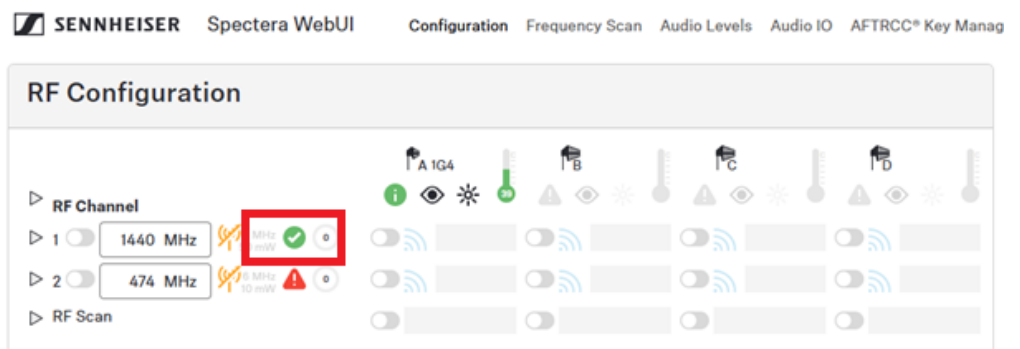 SENNHEISER Spectera WebUI Configuration Frequency Scan Audio Levels Audio IO AFTRCC® Key Manag
RF Configuration
A 1G4 B C D
39
RF Channel
1 1440 MHz MHz mW 0
2 474 MHz 6 MHz 10 mW 0
RF Scan